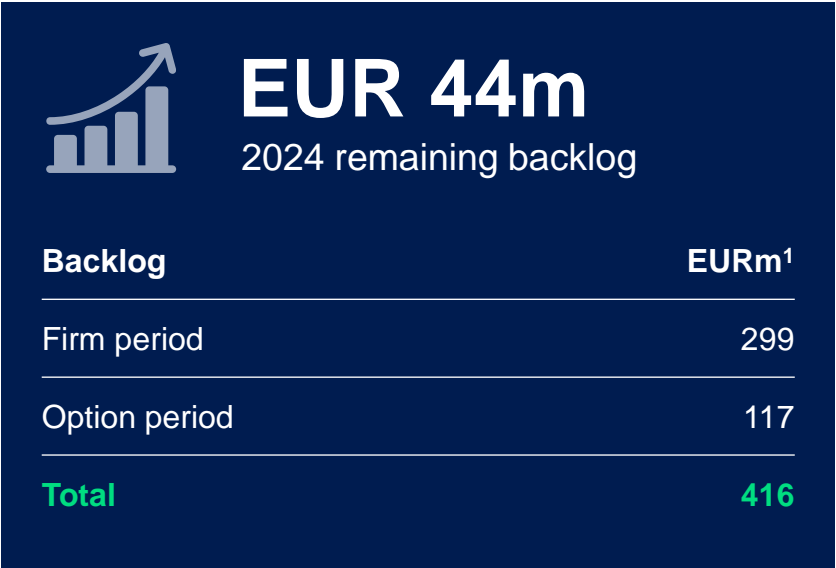 EUR 44m
2024 remaining backlog
Backlog EURm¹
Firm period 299
Option period 117
Total 416